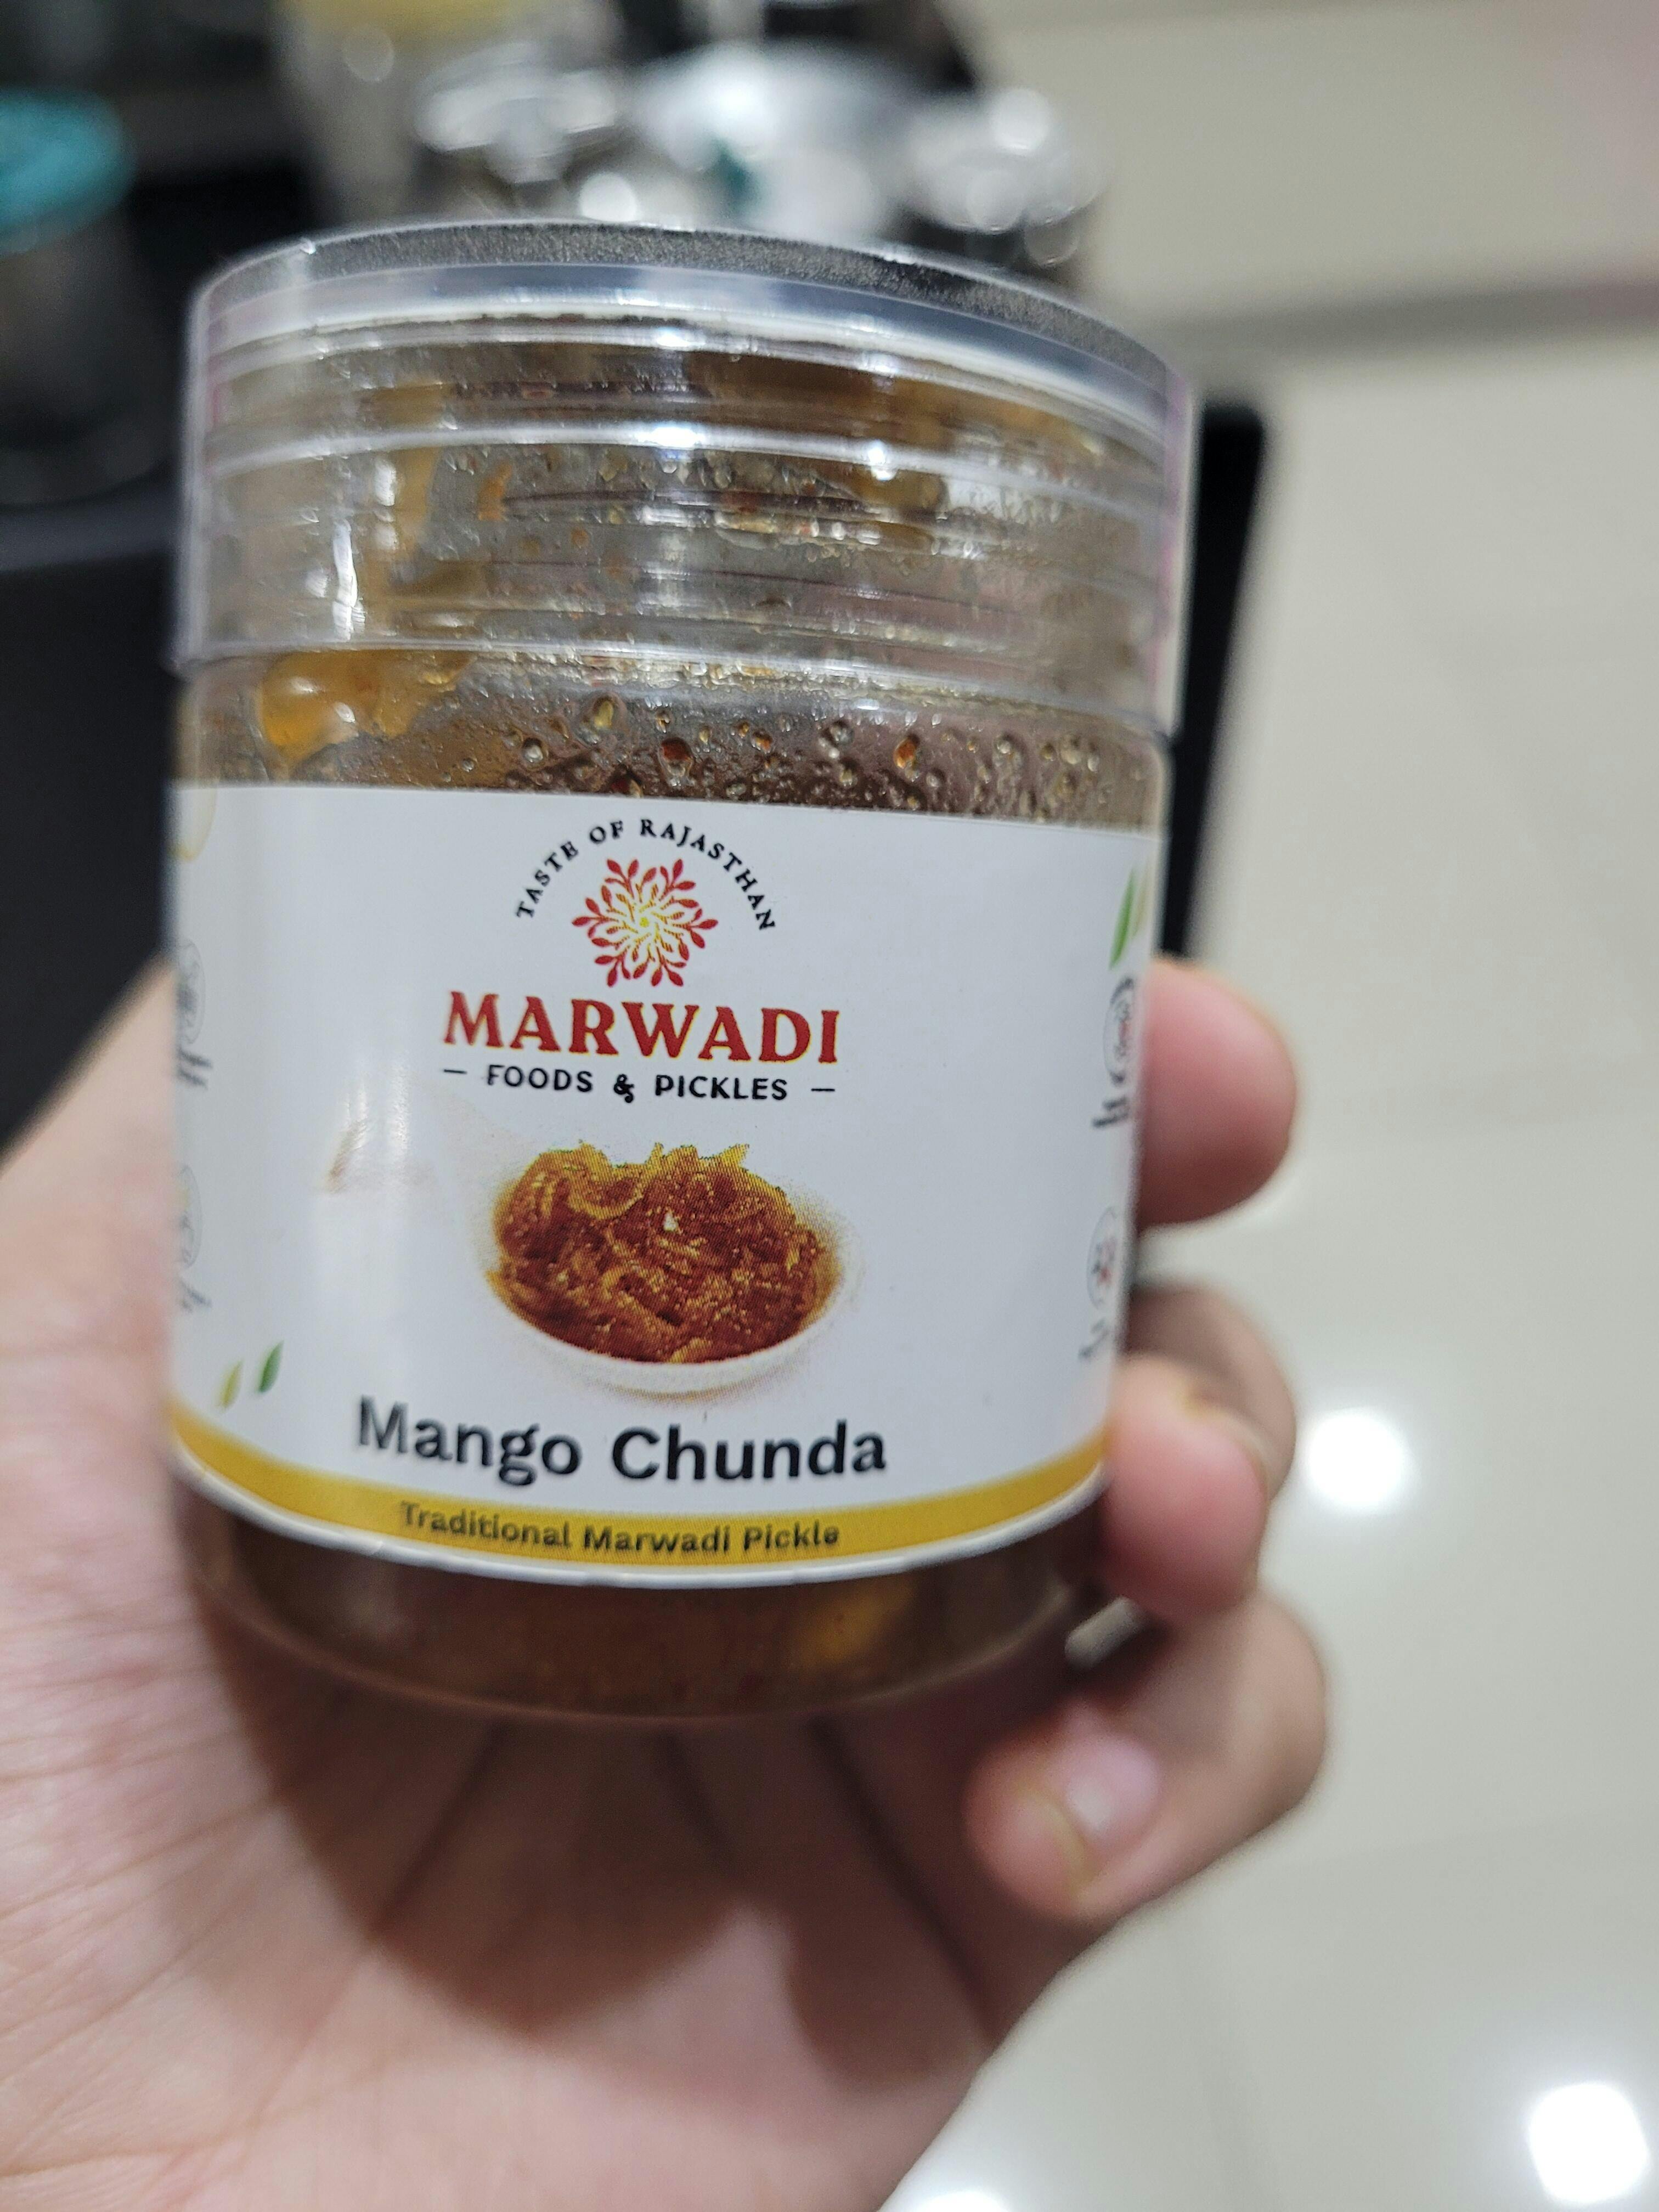 TASTE OF RAJASTHAN
MARWADI
— FOODS & PICKLES —
Mango Chunda
Traditional Marwadi Pickle